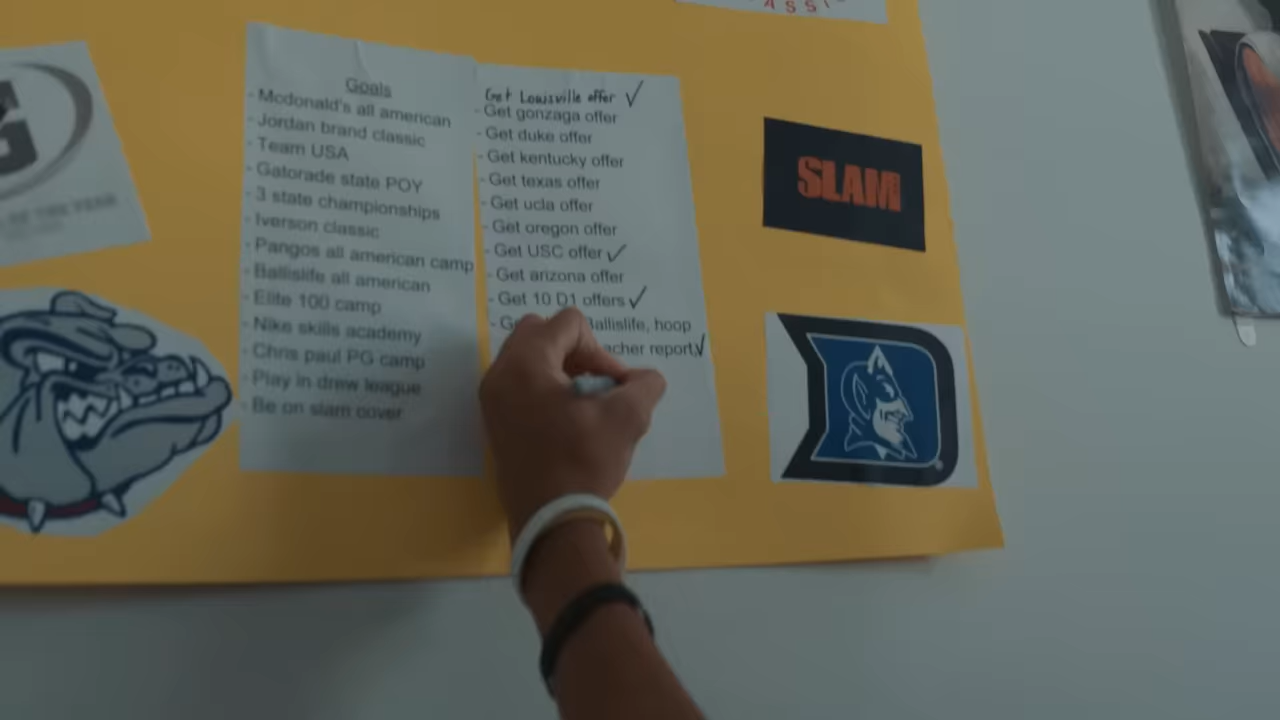 ASSIC
OF THE YEAR
Goals
- Mcdonald's all american
- Jordan brand classic
- Team USA
- Gatorade state POY
- 3 state championships
- Iverson classic
- Pangos all american camp
- Ballislife all american
- Elite 100 camp
- Nike skills academy
- Chris paul PG camp
- Play in drew league
- Be on slam cover
Get Louisville offer ✓
- Get gonzaga offer
- Get duke offer
- Get kentucky offer
- Get texas offer
- Get ucla offer
- Get oregon offer
- Get USC offer ✓
- Get arizona offer
- Get 10 D1 offers ✓
Ballislife, hoop
report ✓
SLAM